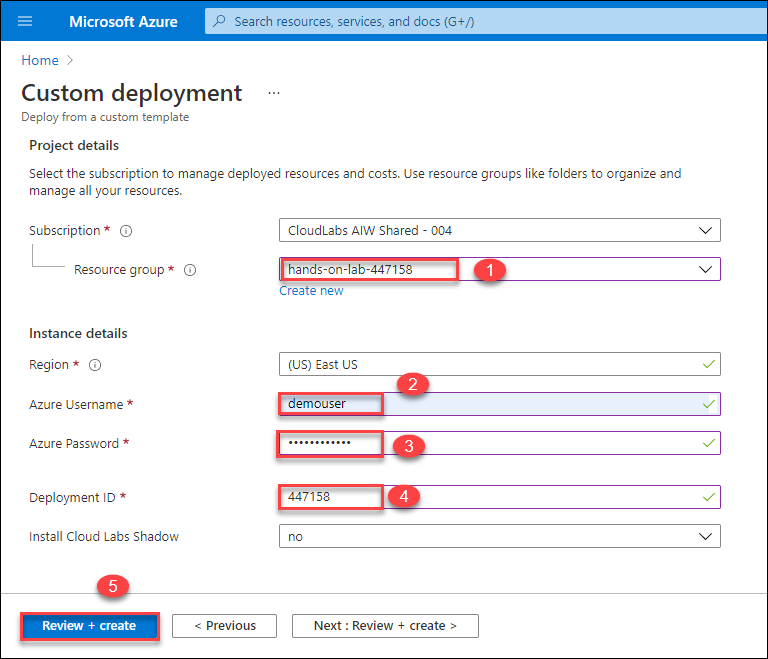 Microsoft Azure
Search resources, services, and docs (G+/)
Home
Custom deployment ...
Deploy from a custom template
Project details
Select the subscription to manage deployed resources and costs. Use resource groups like folders to organize and
manage all your resources.
Subscription *
CloudLabs AIW Shared - 004
Resource group *
hands-on-lab-447158
1
Create new
Instance details
Region *
(US) East US
2
Azure Username *
demouser
Azure Password *
••••••••••••
3
Deployment ID *
447158
4
Install Cloud Labs Shadow
no
5
Review + create
< Previous
Next : Review + create >